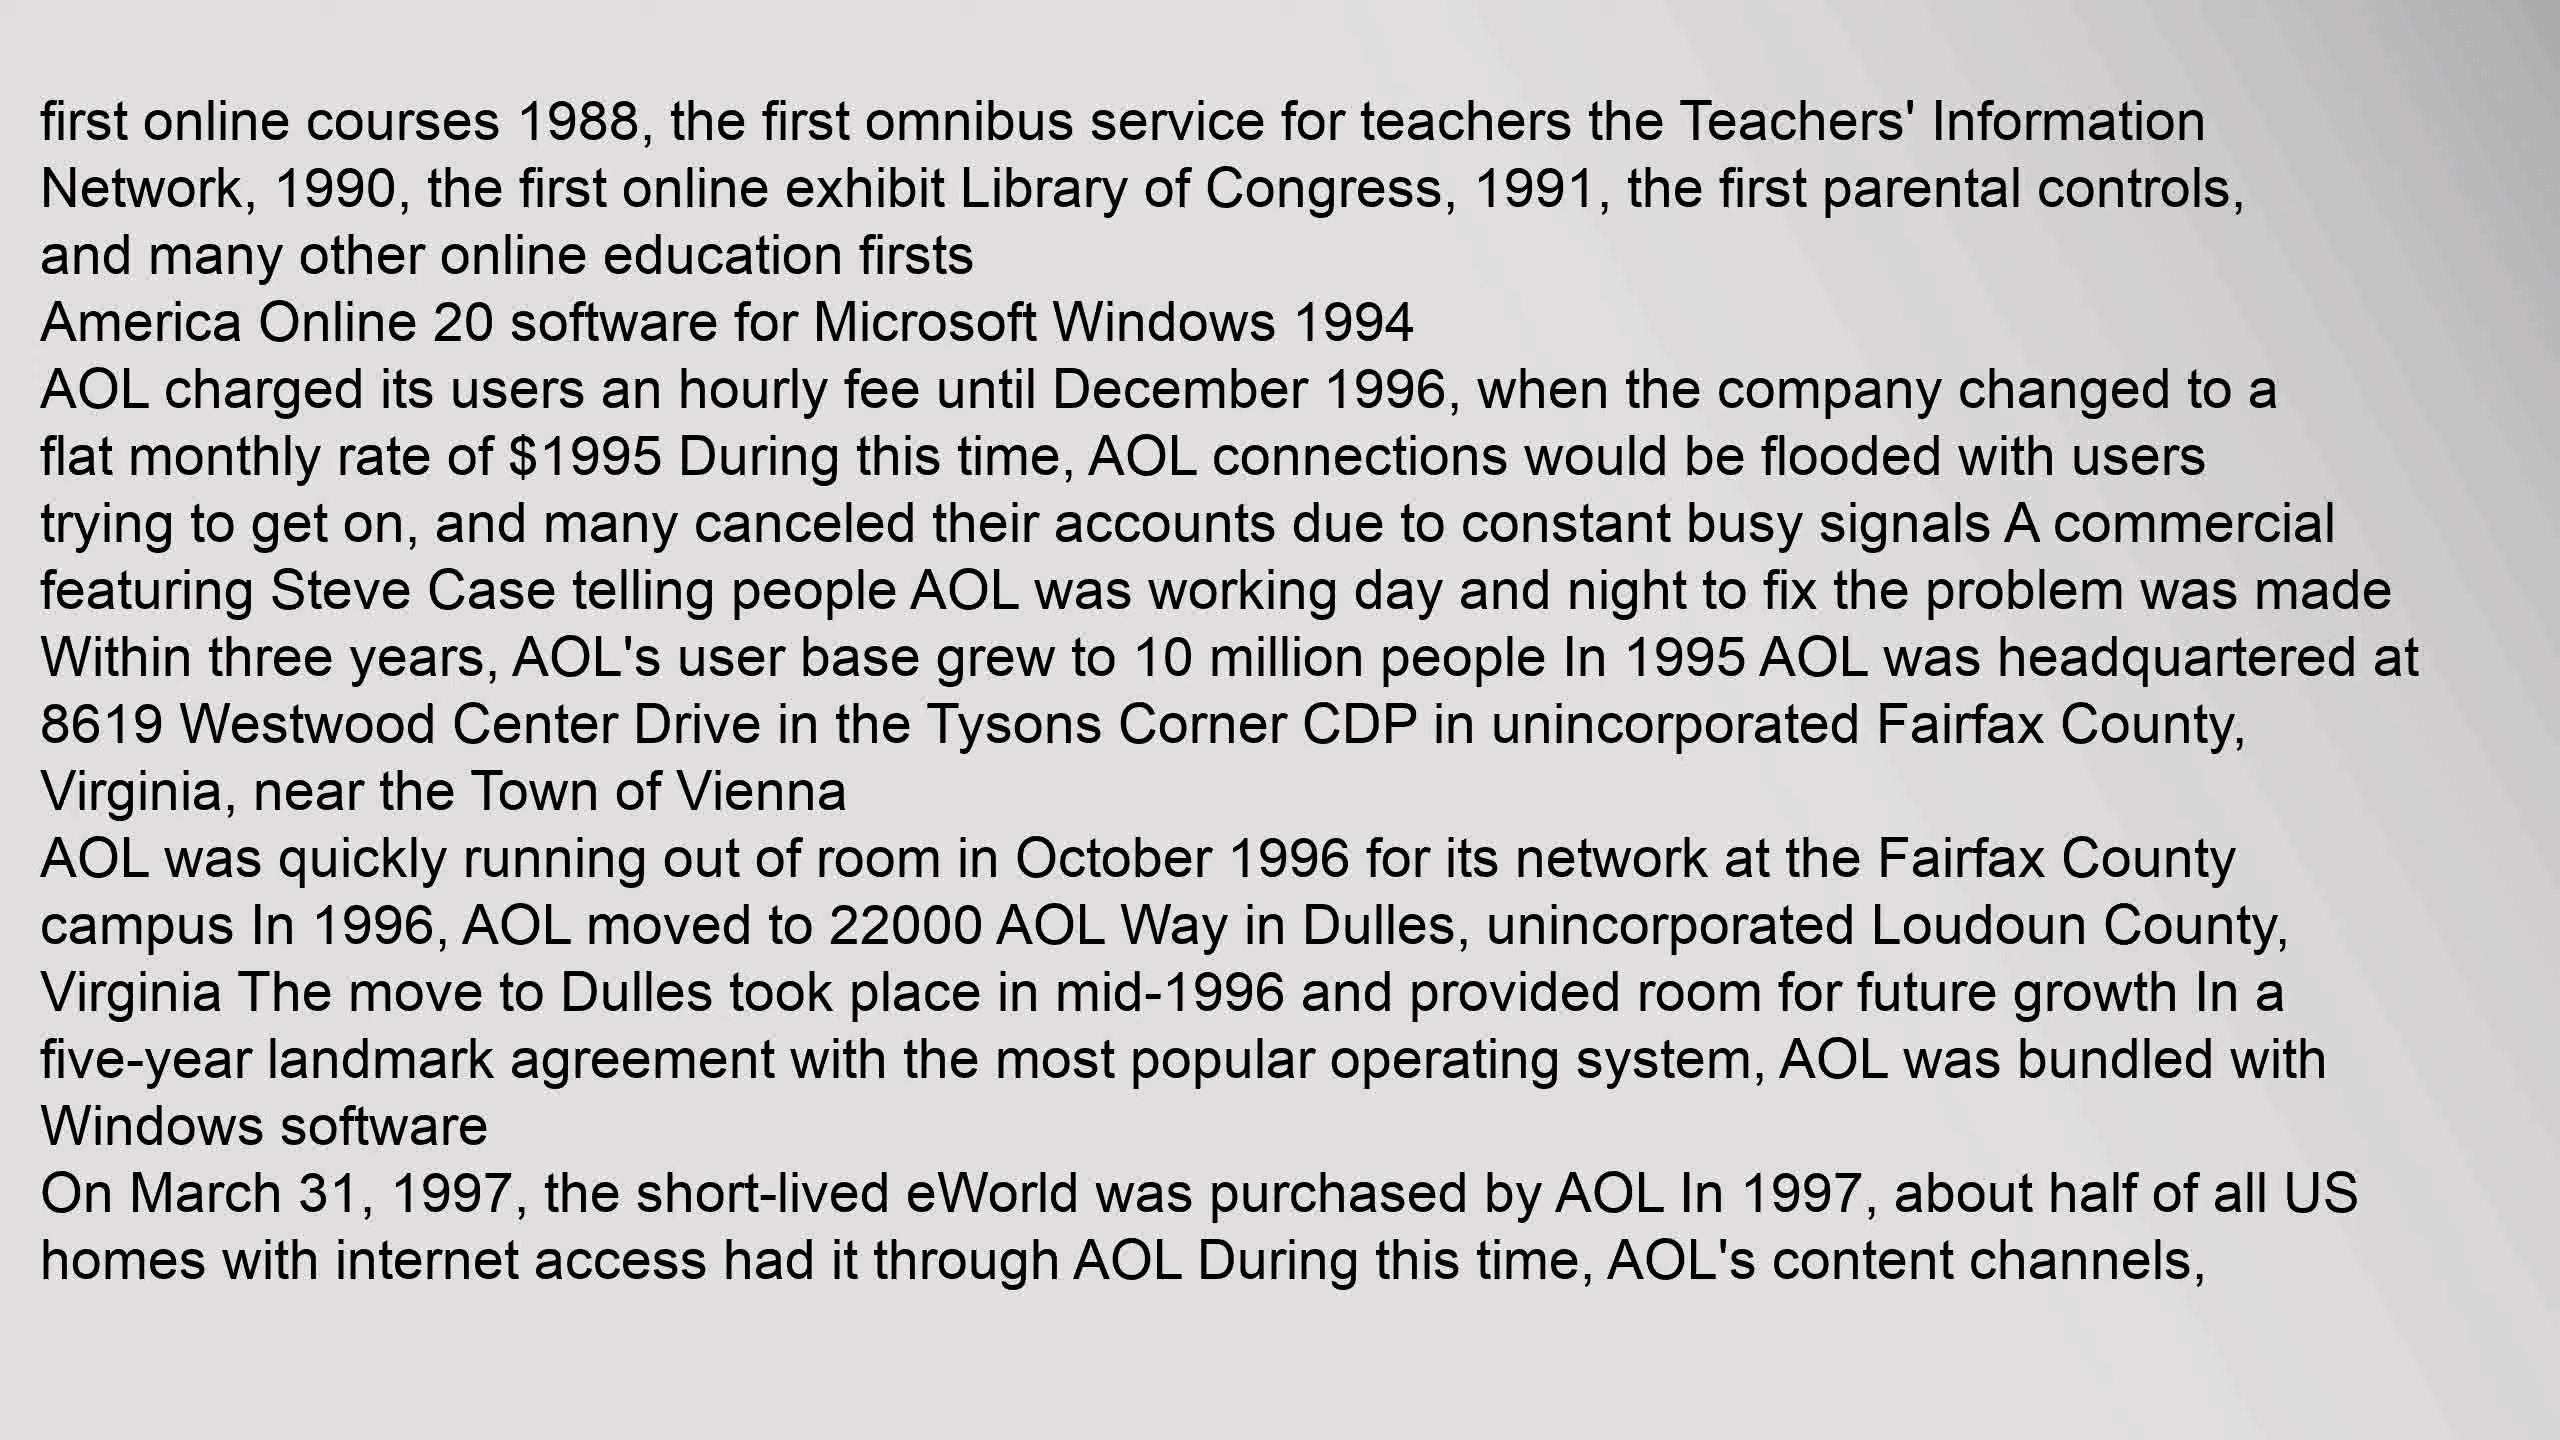 first online courses 1988, the first omnibus service for teachers the Teachers' Information
Network, 1990, the first online exhibit Library of Congress, 1991, the first parental controls,
and many other online education firsts
America Online 20 software for Microsoft Windows 1994
AOL charged its users an hourly fee until December 1996, when the company changed to a
flat monthly rate of $1995 During this time, AOL connections would be flooded with users
trying to get on, and many canceled their accounts due to constant busy signals A commercial
featuring Steve Case telling people AOL was working day and night to fix the problem was made
Within three years, AOL's user base grew to 10 million people In 1995 AOL was headquartered at
8619 Westwood Center Drive in the Tysons Corner CDP in unincorporated Fairfax County,
Virginia, near the Town of Vienna
AOL was quickly running out of room in October 1996 for its network at the Fairfax County
campus In 1996, AOL moved to 22000 AOL Way in Dulles, unincorporated Loudoun County,
Virginia The move to Dulles took place in mid-1996 and provided room for future growth In a
five-year landmark agreement with the most popular operating system, AOL was bundled with
Windows software
On March 31, 1997, the short-lived eWorld was purchased by AOL In 1997, about half of all US
homes with internet access had it through AOL During this time, AOL's content channels,